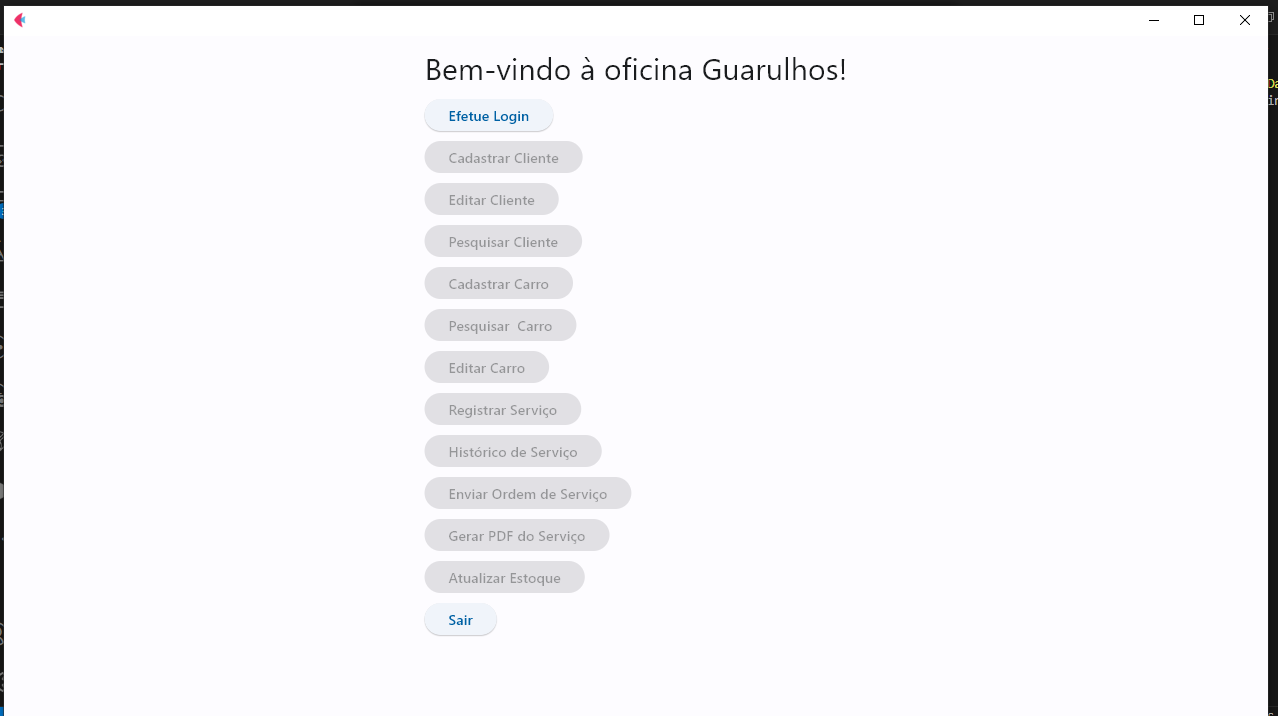 Bem-vindo à oficina Guarulhos!
Efetue Login
Cadastrar Cliente
Editar Cliente
Pesquisar Cliente
Cadastrar Carro
Pesquisar  Carro
Editar Carro
Registrar Serviço
Histórico de Serviço
Enviar Ordem de Serviço
Gerar PDF do Serviço
Atualizar Estoque
Sair